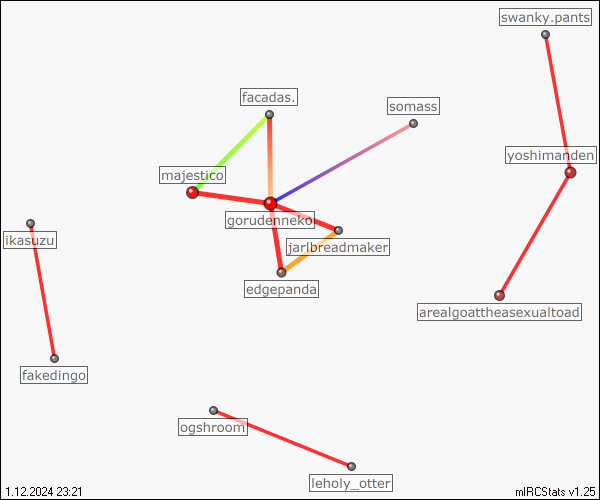 swanky.pants
facadas.
somass
yoshimanden
majestico
gorudenneko
ikasuzu
jarlbreadmaker
edgepanda
arealgoattheasexualtoad
fakedingo
ogshroom
leholy_otter
1.12.2024 23:21
mIRCStats v1.25